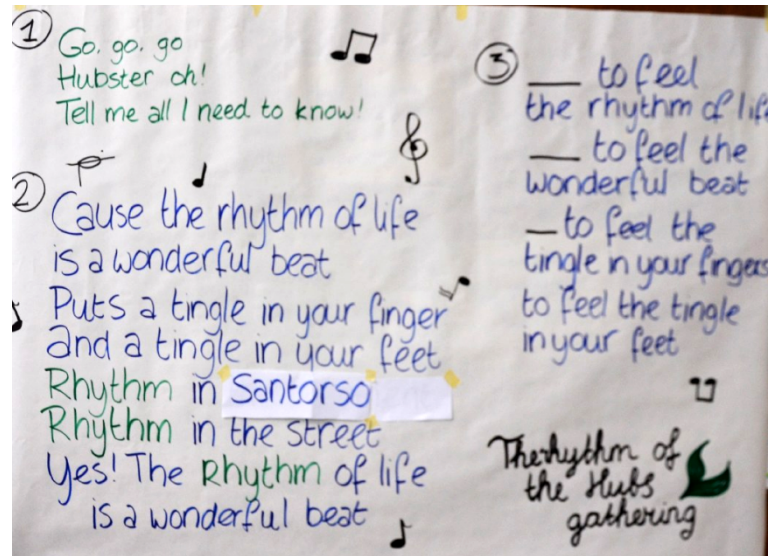 1
Go, go, go
Hubster oh!
Tell me all I need to know!
2
Cause the rhythm of life
is a wonderful beat
Puts a tingle in your finger
and a tingle in your feet
Rhythm in Santorso
Rhythm in the street
Yes! The Rhythm of life
is a wonderful beat
3
___ to feel
the rhythm of life
___ to feel the
wonderful beat
__ to feel the
tingle in your fingers
to feel the tingle
in your feet
The rhythm of
the Hubs
gathering